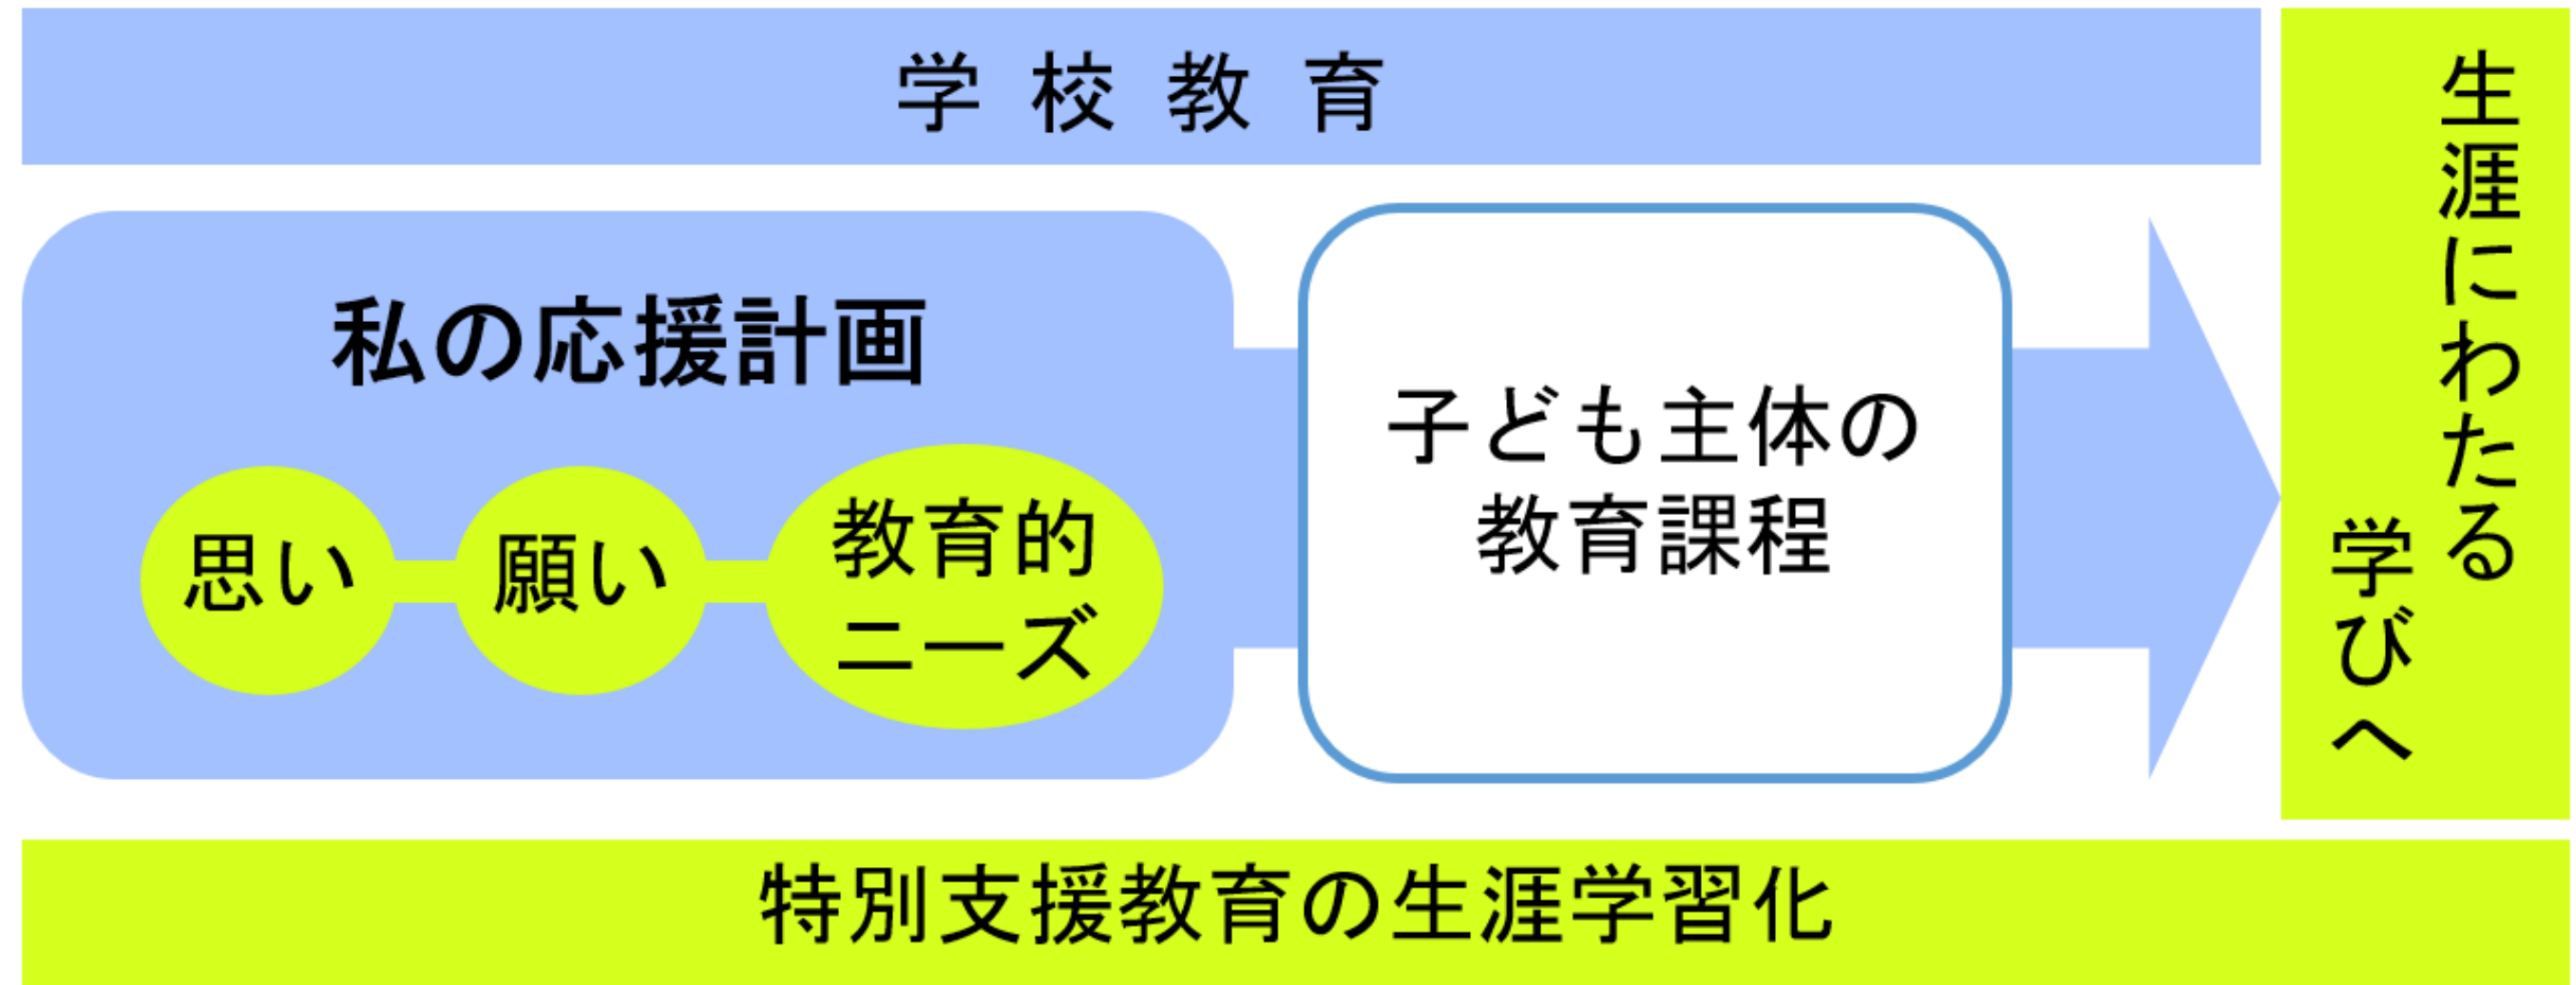 学校教育
私の応援計画
思い
願い
教育的
ニーズ
子ども主体の
教育課程
生涯にわたる
学びへ
特別支援教育の生涯学習化